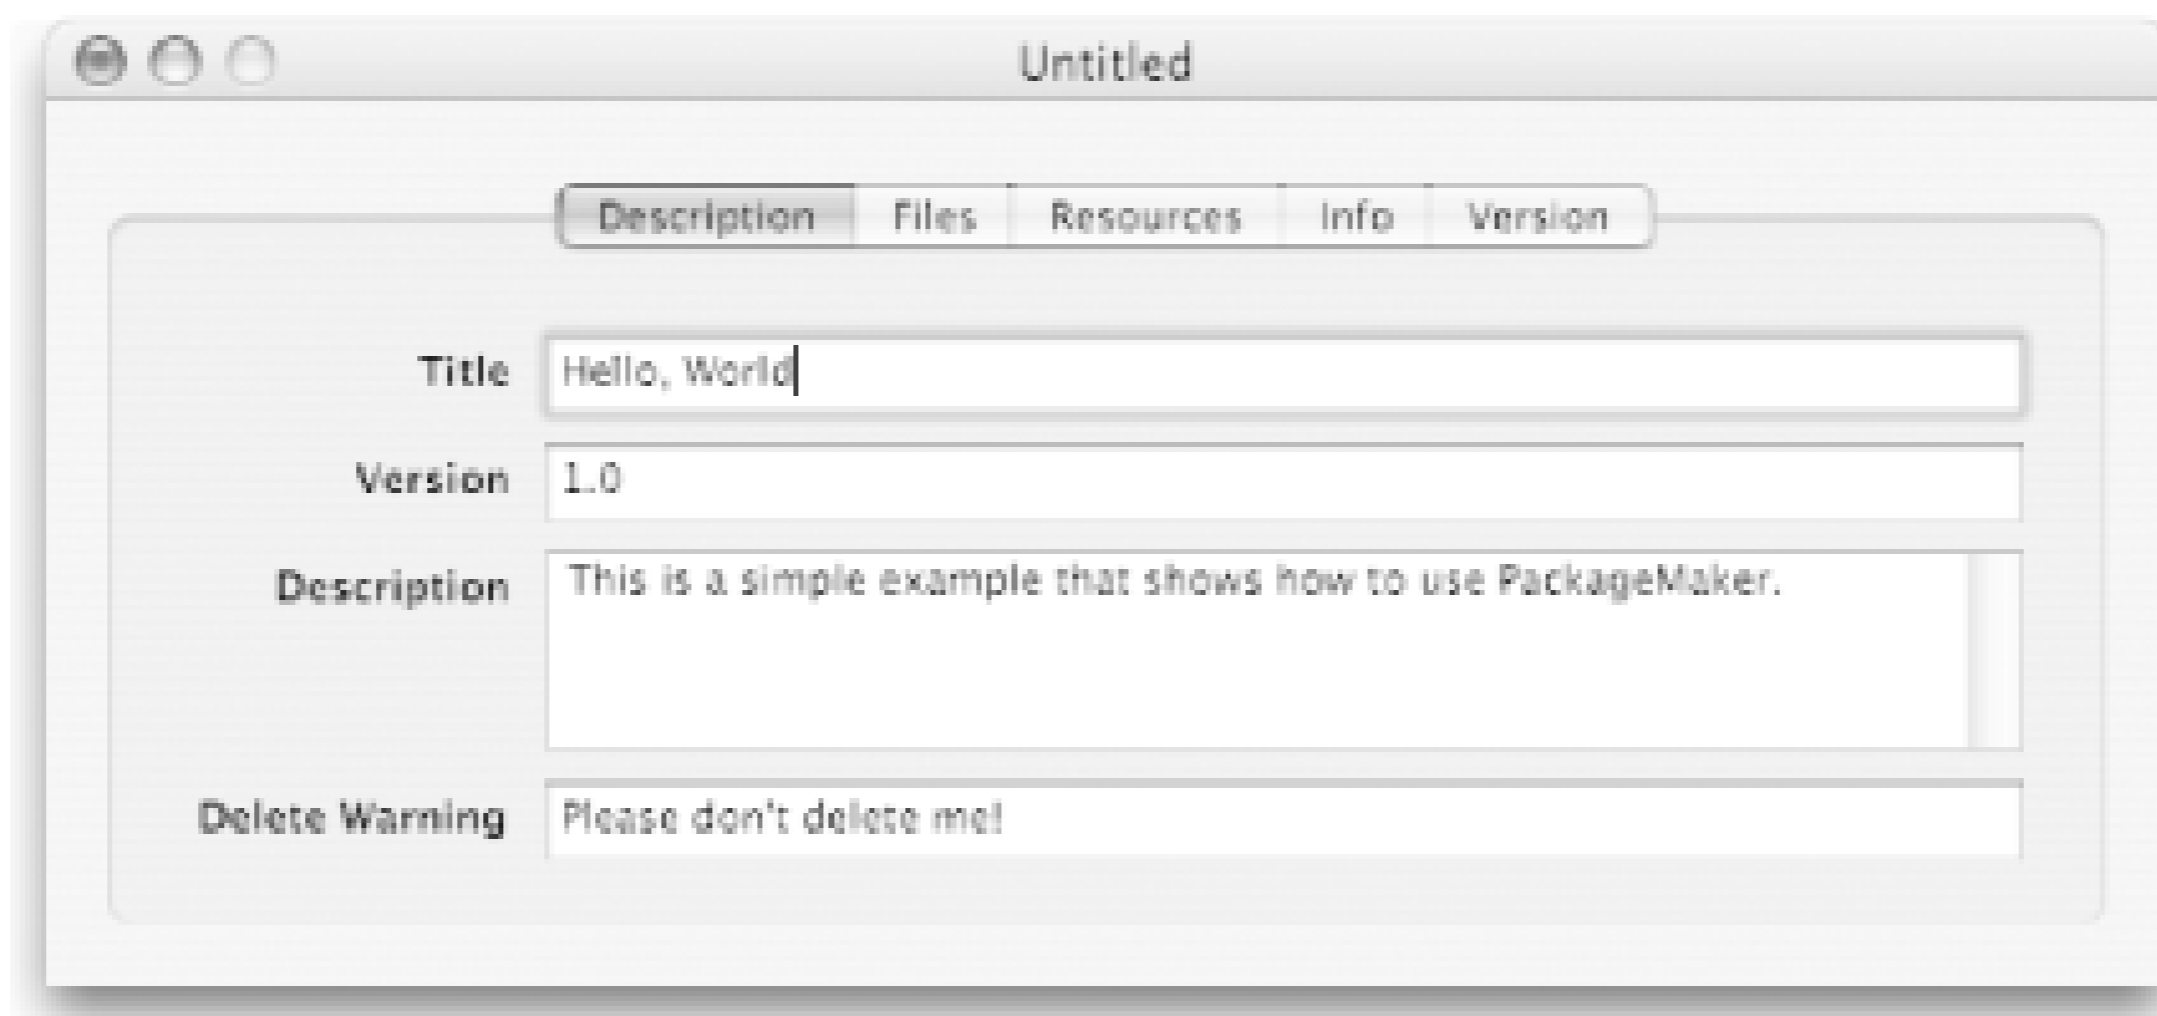 Untitled
Description Files Resources Info Version
Title Hello, World
Version 1.0
Description This is a simple example that shows how to use PackageMaker.
Delete Warning Please don't delete me!